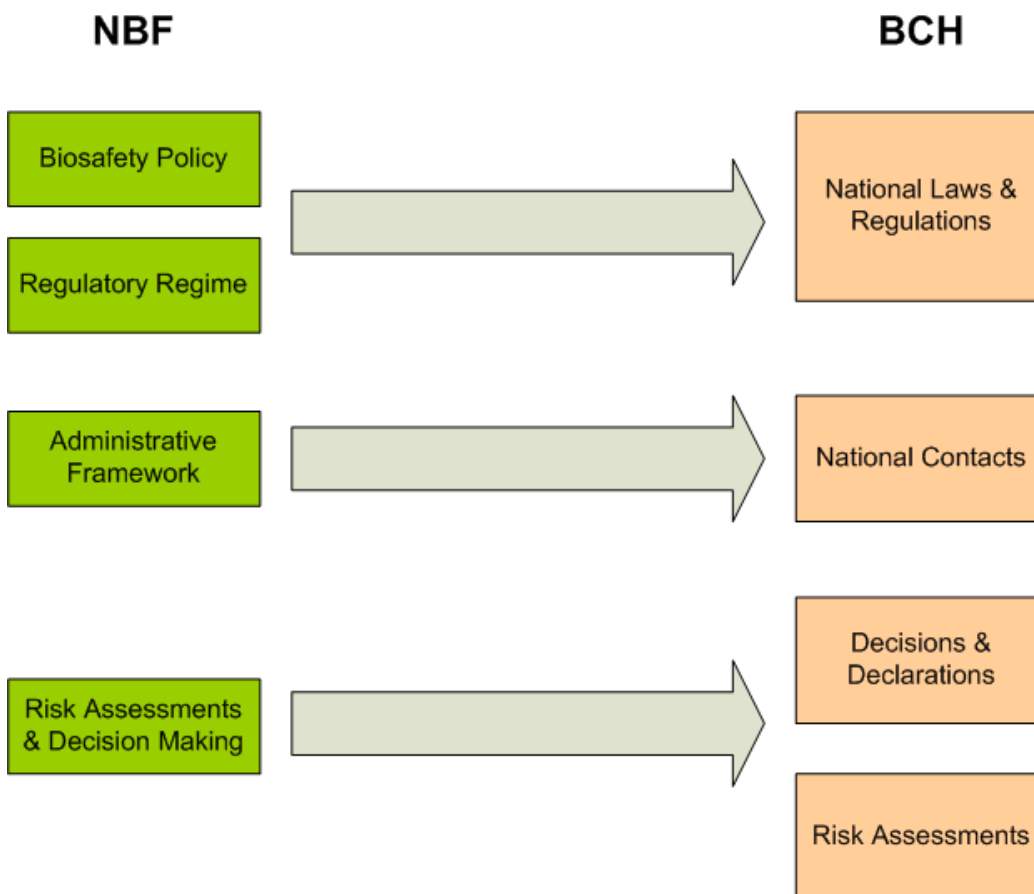 NBF
BCH
Biosafety Policy
Regulatory Regime
National Laws &
Regulations
Administrative
Framework
National Contacts
Risk Assessments
& Decision Making
Decisions &
Declarations
Risk Assessments